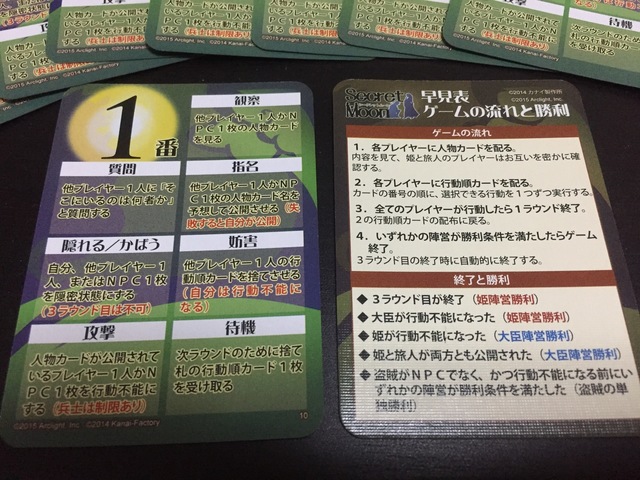 人物カードが公開されて
©2015 Arclight, Inc. ©2014 Kanai-Factory
待機
1番
観察
他プレイヤー1人かN
PC1枚の人物カード
を見る
質問
他プレイヤー1人に「そ
こにいるのは何者か」
と質問する
指名
他プレイヤー1人かNP
C1枚の人物カード名を
予想して公開させる(失
敗すると自分が公開)
隠れる/かばう
自分、他プレイヤー1
人、またはNPC1枚
を隠密状態にする
(3ラウンド目は不可)
妨害
他プレイヤー1人の行
動順カードを捨てさせる
(自分は行動不能に
なる)
攻撃
人物カードが公開されて
いるプレイヤー1人かN
PC1枚を行動不能に
する(兵士は制限あり)
待機
次ラウンドのために捨て
札の行動順カード1枚
を受け取る
10
©2015 Arclight, Inc. ©2014 Kanai-Factory
Secret Moon
早見表
ゲームの流れと勝利
©2014 カナイ製作所
©2015 Arclight, Inc.
ゲームの流れ
1. 各プレイヤーに人物カードを配る。
内容を見て、姫と旅人のプレイヤーはお互いを密かに確
認する。
2. 各プレイヤーに行動順カードを配る。
カードの番号の順に、選択できる行動を1つずつ実行する。
3. 全てのプレイヤーが行動したら1ラウンド終了。
2の行動順カードの配布に戻る。
4. いずれかの陣営が勝利条件を満たしたらゲーム
終了。
3ラウンド目の終了時に自動的に終了する。
終了と勝利
◆ 3ラウンド目が終了(姫陣営勝利)
◆ 大臣が行動不能になった(姫陣営勝利)
◆ 姫が行動不能になった(大臣陣営勝利)
◆ 姫と旅人が両方とも公開された(大臣陣営勝利)
◆ 盗賊がNPCでなく、かつ行動不能になる前にい
ずれかの陣営が勝利条件を満たした(盗賊の単
独勝利)